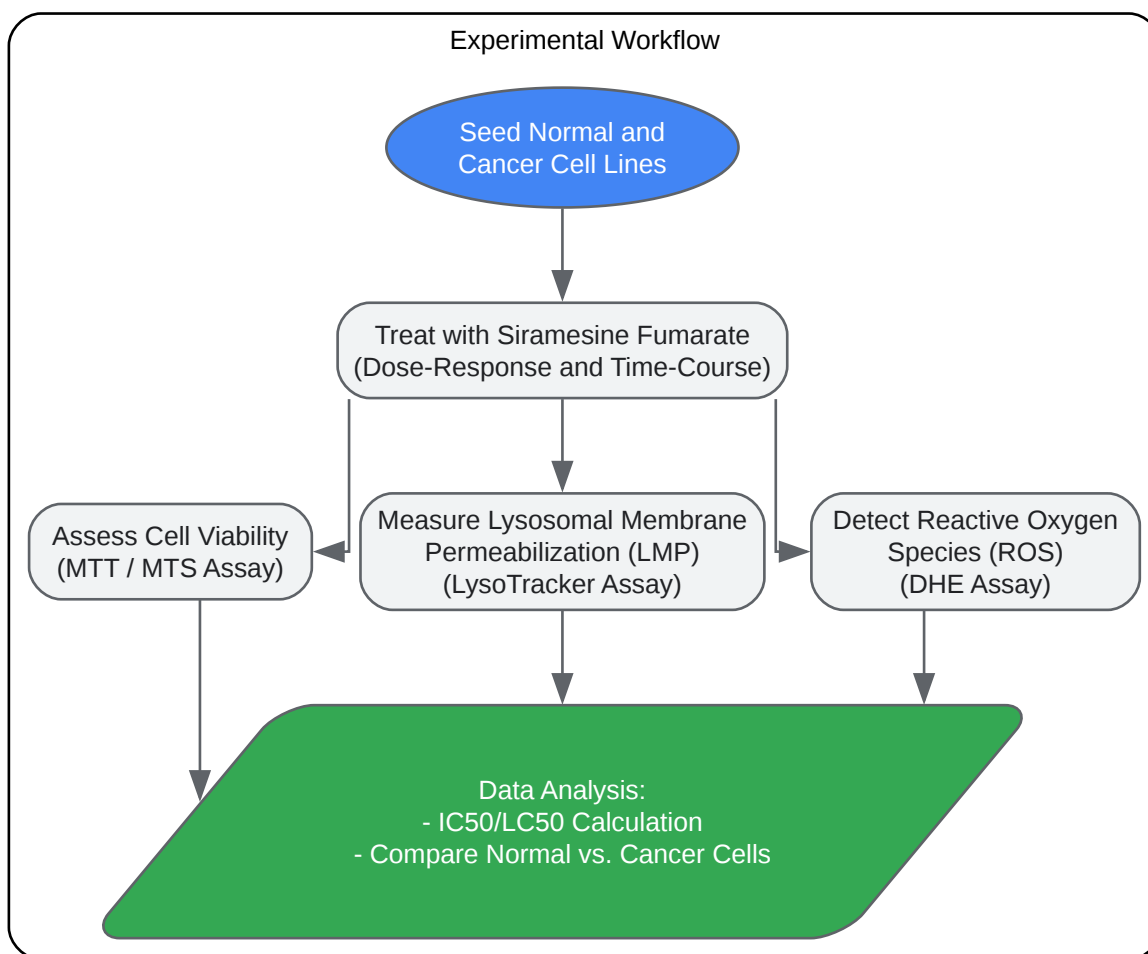 Experimental Workflow
Seed Normal and
Cancer Cell Lines
Treat with Siramesine Fumarate
(Dose-Response and Time-Course)
Assess Cell Viability
(MTT / MTS Assay)
Measure Lysosomal Membrane
Permeabilization (LMP)
(LysoTracker Assay)
Detect Reactive Oxygen
Species (ROS)
(DHE Assay)
Data Analysis:
- IC50/LC50 Calculation
- Compare Normal vs. Cancer Cells